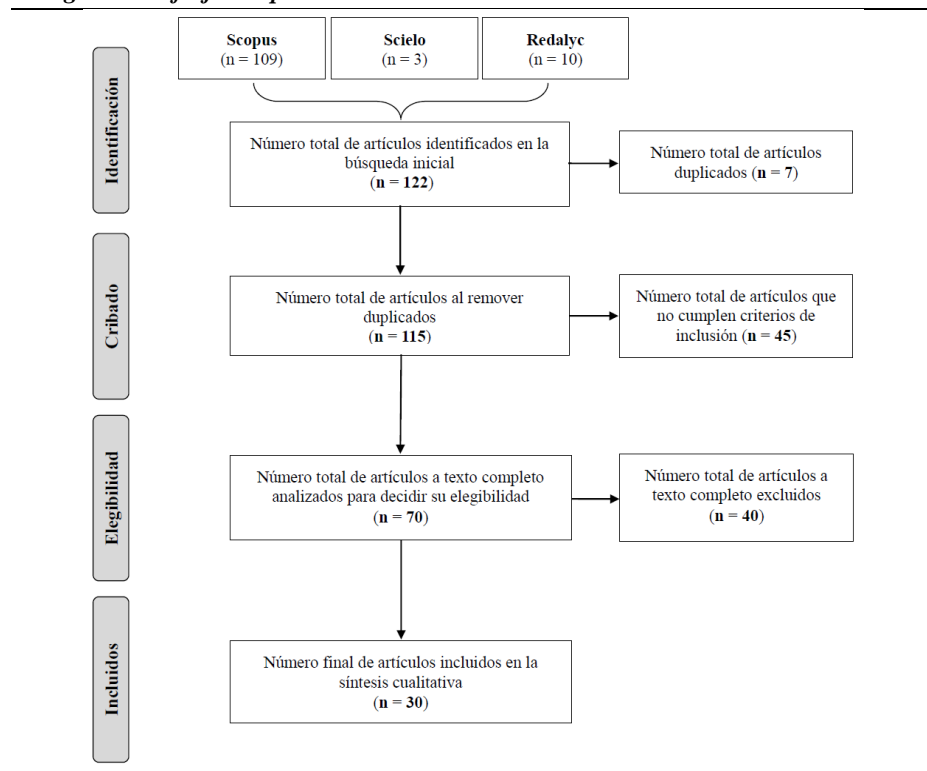 Scopus
(n = 109)
Scielo
(n = 3)
Redalyc
(n = 10)
Identificación
Número total de artículos identificados en la
búsqueda inicial
(n = 122)
Número total de artículos
duplicados (n = 7)
Cribado
Número total de artículos al remover
duplicados
(n = 115)
Número total de artículos que
no cumplen criterios de
inclusión (n = 45)
Elegibilidad
Número total de artículos a texto completo
analizados para decidir su elegibilidad
(n = 70)
Número total de artículos a
texto completo excluidos
(n = 40)
Incluidos
Número final de artículos incluidos en la
síntesis cualitativa
(n = 30)